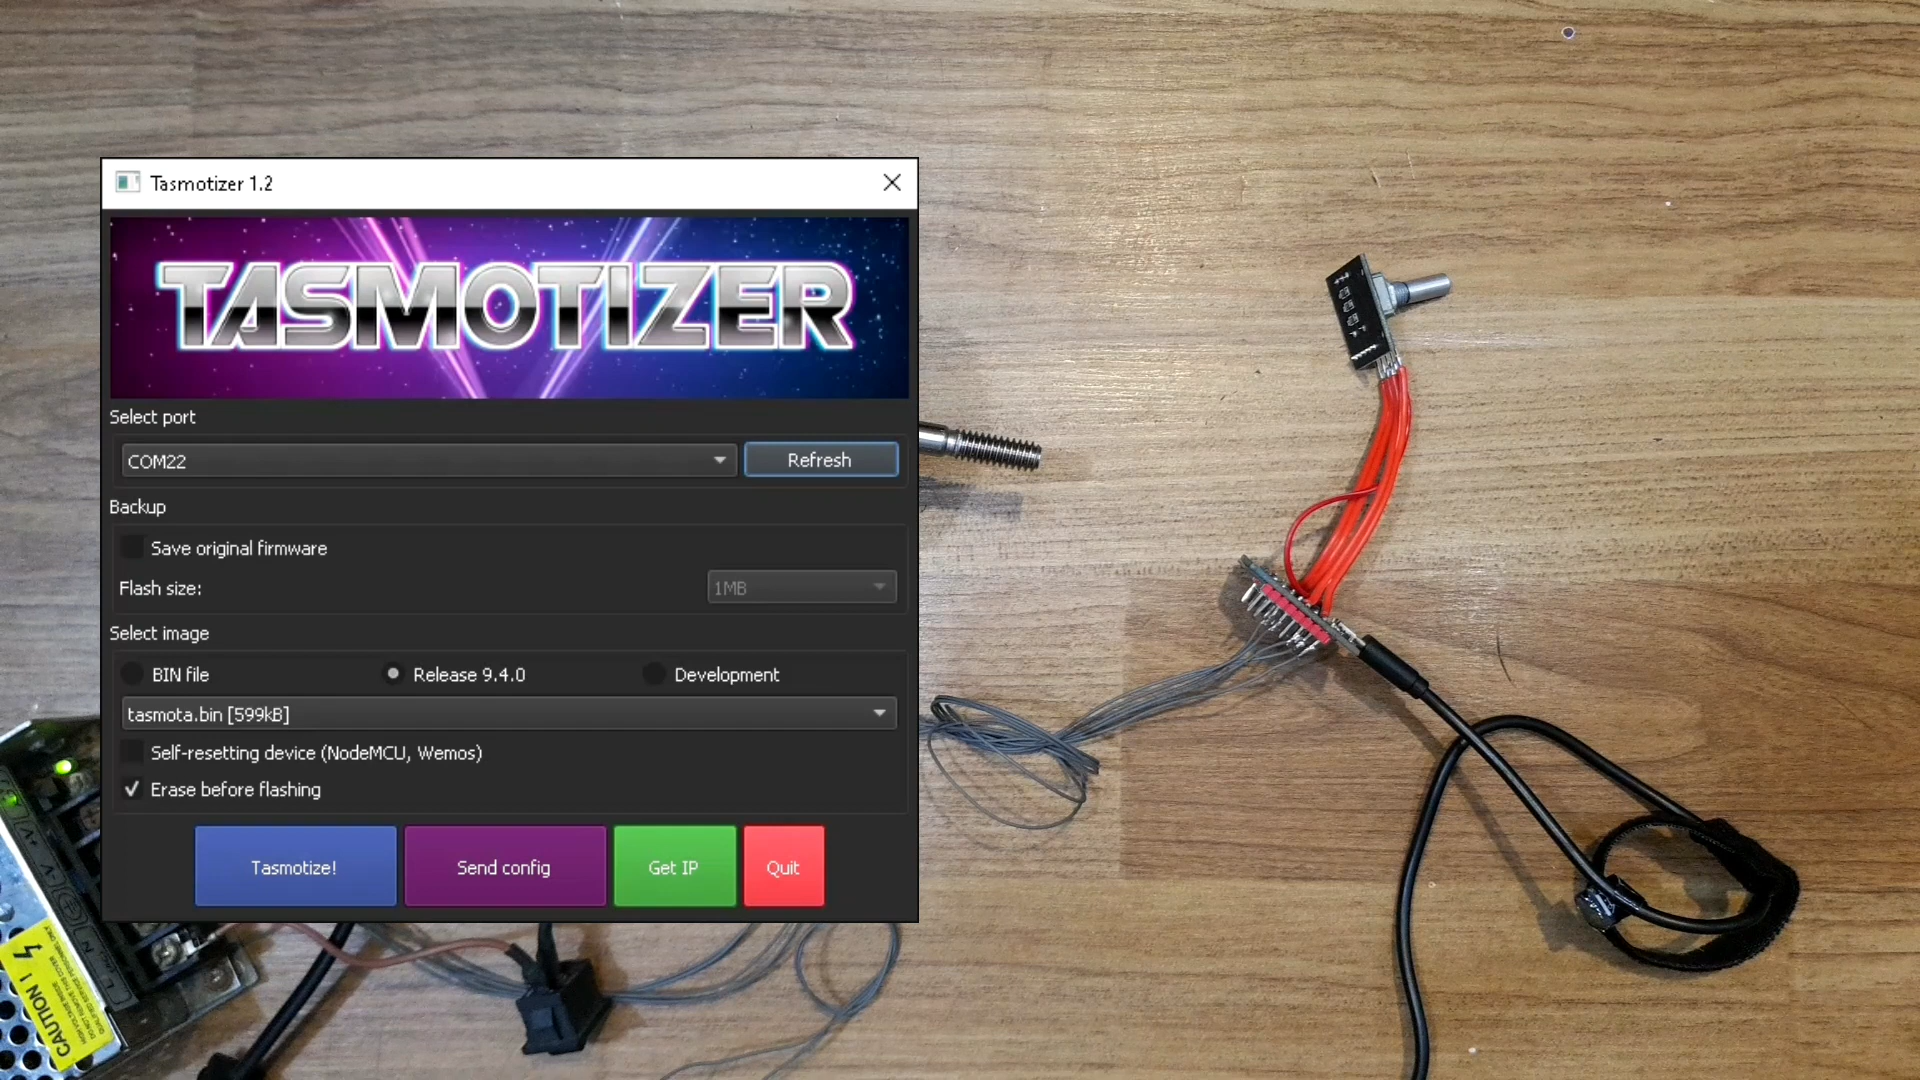 Tasmotizer 1.2
TASMOTIZER
Select port
COM22
Refresh
Backup
Save original firmware
Flash size:
1MB
Select image
BIN file
Release 9.4.0
Development
tasmota.bin [599kB]
Self-resetting device (NodeMCU, Wemos)
Erase before flashing
Tasmotize!
Send config
Get IP
Quit
+V
-V
N
CAUTION !